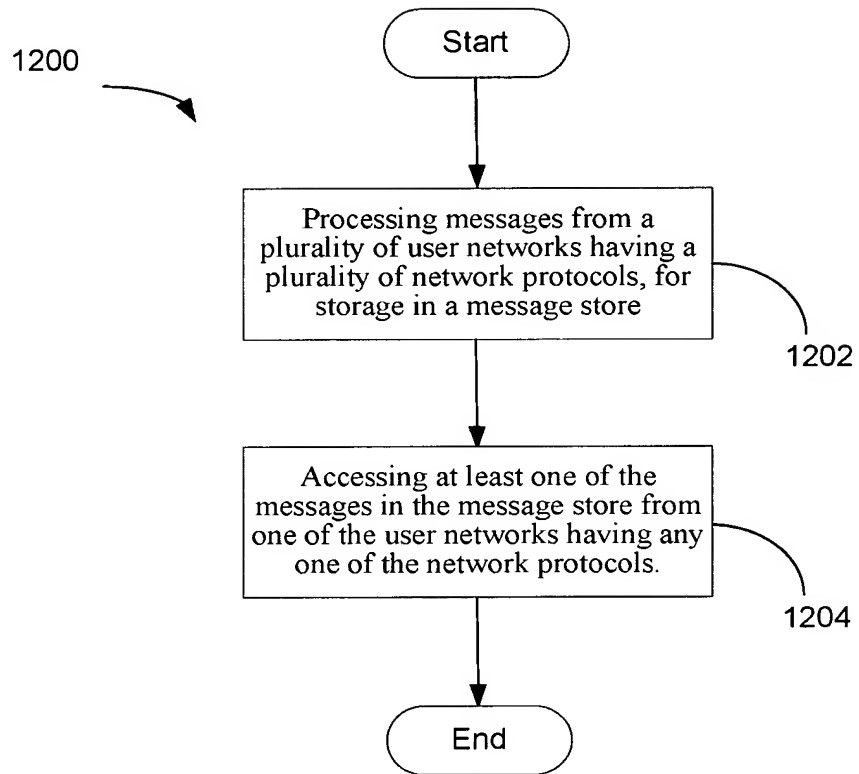 Start
1200
Processing messages from a
plurality of user networks having a
plurality of network protocols, for
storage in a message store
1202
Accessing at least one of the
messages in the message store from
one of the user networks having any
one of the network protocols.
1204
End